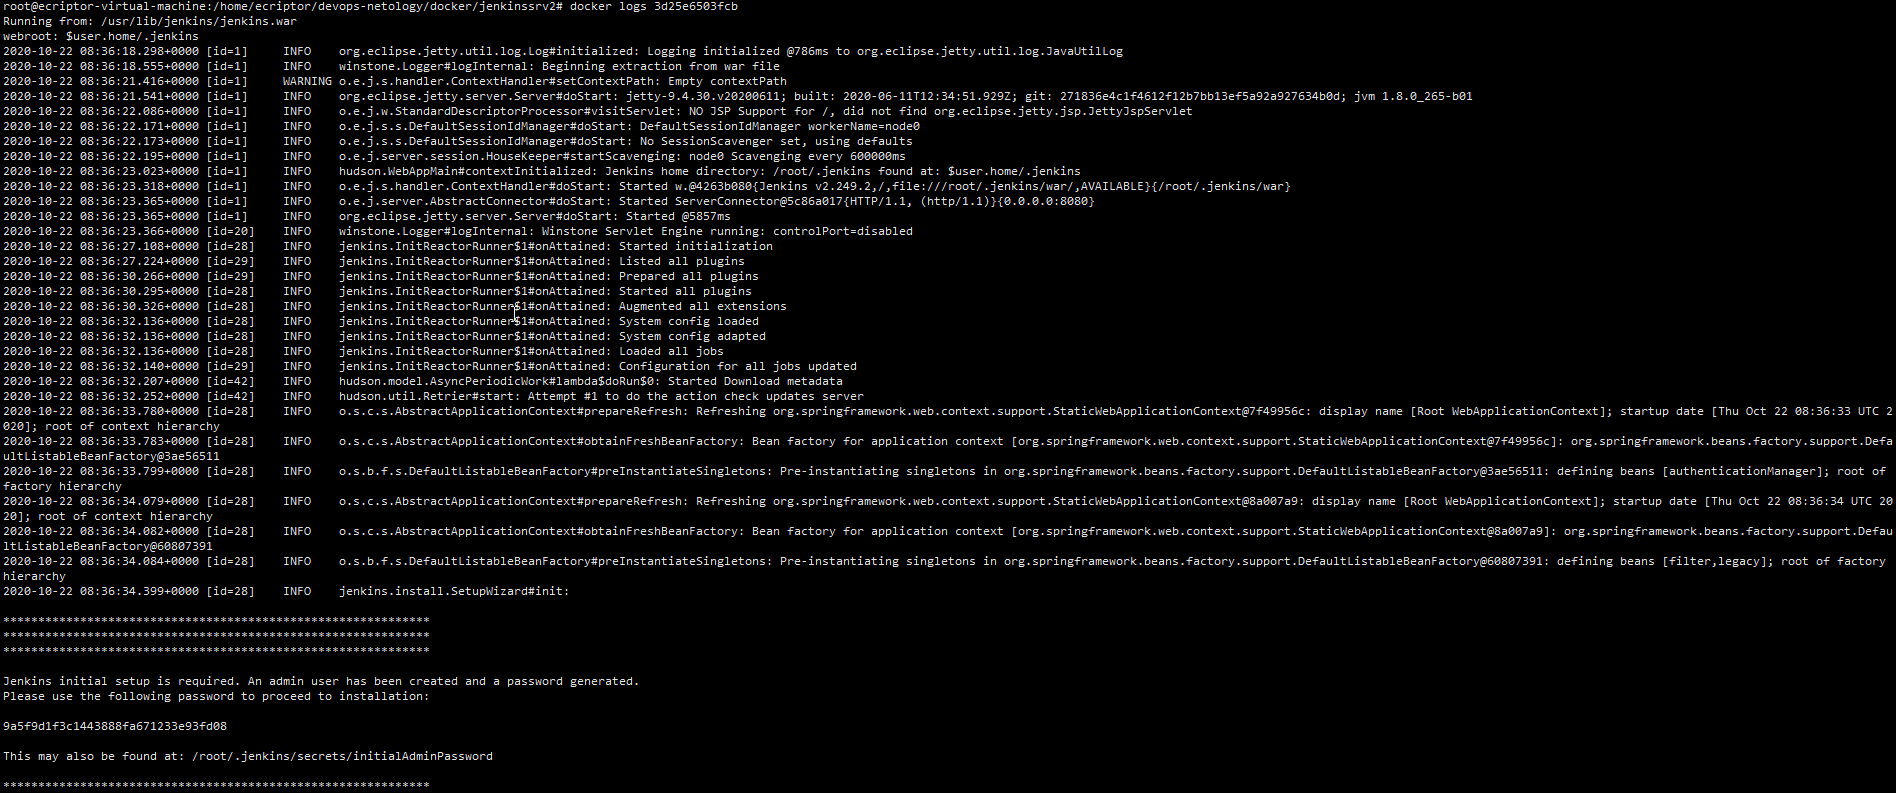 root@ecriptor-virtual-machine:/home/ecriptor/devops-netology/docker/jenkinssrv2# docker logs 3d25e6503fcb
Running from: /usr/lib/jenkins/jenkins.war
webroot: $user.home/.jenkins
2020-10-22 08:36:18.298+0000 [id=1]    INFO    org.eclipse.jetty.util.log.Log#initialized: Logging initialized @786ms to org.eclipse.jetty.util.log.JavaUtilLog
2020-10-22 08:36:18.555+0000 [id=1]    INFO    winstone.Logger#logInternal: Beginning extraction from war file
2020-10-22 08:36:21.416+0000 [id=1]    WARNING o.e.j.s.handler.ContextHandler#setContextPath: Empty contextPath
2020-10-22 08:36:21.541+0000 [id=1]    INFO    org.eclipse.jetty.server.Server#doStart: jetty-9.4.30.v20200611; built: 2020-06-11T12:34:51.929Z; git: 271836e4c1f4612f12b7bb13ef5a92a927634b0d; jvm 1.8.0_265-b01
2020-10-22 08:36:22.086+0000 [id=1]    INFO    o.e.j.w.StandardDescriptorProcessor#visitServlet: NO JSP Support for /, did not find org.eclipse.jetty.jsp.JettyJspServlet
2020-10-22 08:36:22.171+0000 [id=1]    INFO    o.e.j.s.s.DefaultSessionIdManager#doStart: DefaultSessionIdManager workerName=node0
2020-10-22 08:36:22.173+0000 [id=1]    INFO    o.e.j.s.s.DefaultSessionIdManager#doStart: No SessionScavenger set, using defaults
2020-10-22 08:36:22.195+0000 [id=1]    INFO    o.e.j.server.session.HouseKeeper#startScavenging: node0 Scavenging every 600000ms
2020-10-22 08:36:23.023+0000 [id=1]    INFO    hudson.WebAppMain#contextInitialized: Jenkins home directory: /root/.jenkins found at: $user.home/.jenkins
2020-10-22 08:36:23.318+0000 [id=1]    INFO    o.e.j.s.handler.ContextHandler#doStart: Started w.@4263b080{Jenkins v2.249.2,/,file:///root/.jenkins/war/,AVAILABLE}{/root/.jenkins/war}
2020-10-22 08:36:23.365+0000 [id=1]    INFO    o.e.j.server.AbstractConnector#doStart: Started ServerConnector@5c86a017{HTTP/1.1, (http/1.1)}{0.0.0.0:8080}
2020-10-22 08:36:23.365+0000 [id=1]    INFO    org.eclipse.jetty.server.Server#doStart: Started @5857ms
2020-10-22 08:36:23.366+0000 [id=20]    INFO    winstone.Logger#logInternal: Winstone Servlet Engine running: controlPort=disabled
2020-10-22 08:36:27.108+0000 [id=28]    INFO    jenkins.InitReactorRunner$1#onAttained: Started initialization
2020-10-22 08:36:27.224+0000 [id=29]    INFO    jenkins.InitReactorRunner$1#onAttained: Listed all plugins
2020-10-22 08:36:30.266+0000 [id=29]    INFO    jenkins.InitReactorRunner$1#onAttained: Prepared all plugins
2020-10-22 08:36:30.295+0000 [id=28]    INFO    jenkins.InitReactorRunner$1#onAttained: Started all plugins
2020-10-22 08:36:30.326+0000 [id=28]    INFO    jenkins.InitReactorRunner$1#onAttained: Augmented all extensions
2020-10-22 08:36:32.136+0000 [id=28]    INFO    jenkins.InitReactorRunner$1#onAttained: System config loaded
2020-10-22 08:36:32.136+0000 [id=28]    INFO    jenkins.InitReactorRunner$1#onAttained: System config adapted
2020-10-22 08:36:32.136+0000 [id=28]    INFO    jenkins.InitReactorRunner$1#onAttained: Loaded all jobs
2020-10-22 08:36:32.140+0000 [id=29]    INFO    jenkins.InitReactorRunner$1#onAttained: Configuration for all jobs updated
2020-10-22 08:36:32.207+0000 [id=42]    INFO    hudson.model.AsyncPeriodicWork#lambda$doRun$0: Started Download metadata
2020-10-22 08:36:32.252+0000 [id=42]    INFO    hudson.util.Retrier#start: Attempt #1 to do the action check updates server
2020-10-22 08:36:33.780+0000 [id=28]    INFO    o.s.c.s.AbstractApplicationContext#prepareRefresh: Refreshing org.springframework.web.context.support.StaticWebApplicationContext@7f49956c: display name [Root WebApplicationContext]; startup date [Thu Oct 22 08:36:33 UTC 2
020]; root of context hierarchy
2020-10-22 08:36:33.783+0000 [id=28]    INFO    o.s.c.s.AbstractApplicationContext#obtainFreshBeanFactory: Bean factory for application context [org.springframework.web.context.support.StaticWebApplicationContext@7f49956c]: org.springframework.beans.factory.support.Defa
ultListableBeanFactory@3ae56511
2020-10-22 08:36:33.799+0000 [id=28]    INFO    o.s.b.f.s.DefaultListableBeanFactory#preInstantiateSingletons: Pre-instantiating singletons in org.springframework.beans.factory.support.DefaultListableBeanFactory@3ae56511: defining beans [authenticationManager]; root of
factory hierarchy
2020-10-22 08:36:34.079+0000 [id=28]    INFO    o.s.c.s.AbstractApplicationContext#prepareRefresh: Refreshing org.springframework.web.context.support.StaticWebApplicationContext@8a007a9: display name [Root WebApplicationContext]; startup date [Thu Oct 22 08:36:34 UTC 20
20]; root of context hierarchy
2020-10-22 08:36:34.082+0000 [id=28]    INFO    o.s.c.s.AbstractApplicationContext#obtainFreshBeanFactory: Bean factory for application context [org.springframework.web.context.support.StaticWebApplicationContext@8a007a9]: org.springframework.beans.factory.support.Defau
ltListableBeanFactory@60807391
2020-10-22 08:36:34.084+0000 [id=28]    INFO    o.s.b.f.s.DefaultListableBeanFactory#preInstantiateSingletons: Pre-instantiating singletons in org.springframework.beans.factory.support.DefaultListableBeanFactory@60807391: defining beans [filter,legacy]; root of factory
hierarchy
2020-10-22 08:36:34.399+0000 [id=28]    INFO    jenkins.install.SetupWizard#init:
*************************************************************
*************************************************************
*************************************************************
Jenkins initial setup is required. An admin user has been created and a password generated.
Please use the following password to proceed to installation:
9a5f9d1f3c1443888fa671233e93fd08
This may also be found at: /root/.jenkins/secrets/initialAdminPassword
*************************************************************